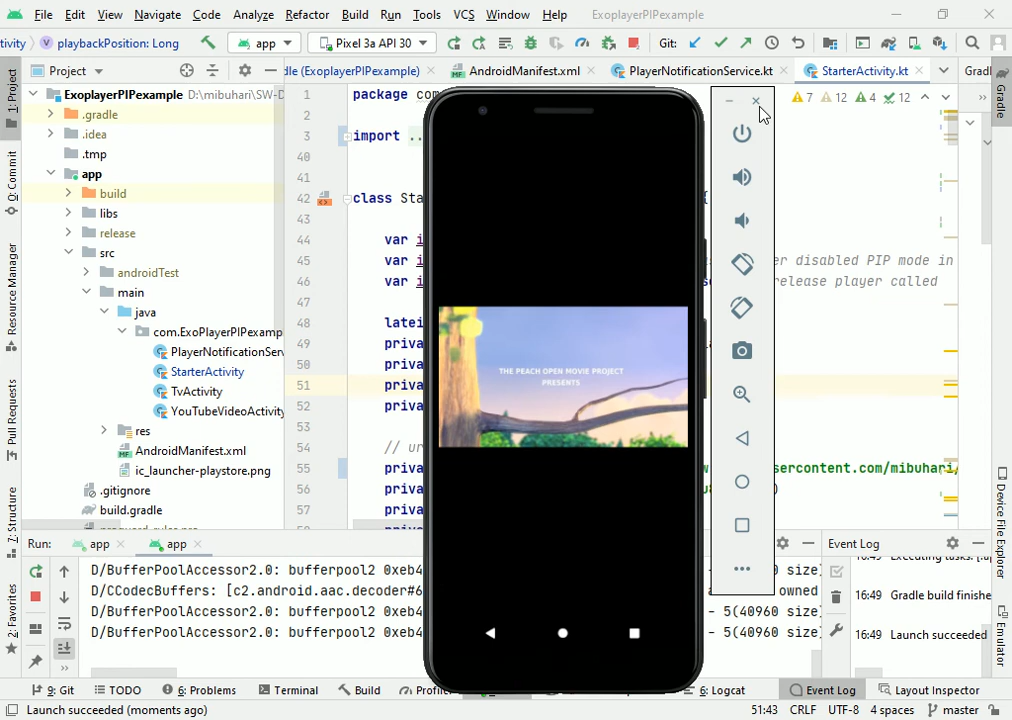 File Edit View Navigate Code Analyze Refactor Build Run Tools VCS Window Help ExoplayerPIPexample
tivity playbackPosition: Long app Pixel 3a API 30 Git:
Project dle (ExoplayerPIPexample) AndroidManifest.xml PlayerNotificationService.kt StarterActivity.kt Gradl
1: Project
0: Commit
Resource Manager
Pull Requests
7: Structure
2: Favorites
ExoplayerPIPexample D:\mibuhari\SW-D
.gradle
.idea
.tmp
app
build
libs
release
src
androidTest
main
java
com.ExoPlayerPIPexamp
PlayerNotificationServ
StarterActivity
TvActivity
YouTubeVideoActivity
res
AndroidManifest.xml
ic_launcher-playstore.png
.gitignore
build.gradle
1 package com
2
3 import ..
40
41
42 class Sta
43
44 var i
45 var i er disabled PIP mode in
46 var i release player called
47
48 latei
49 priva
50 priva
51 priva
52 priva
53
54 // ur
55 priva sercontent.com/mibuhari/
56 priva
57 priva
7 12 4 12
THE PEACH OPEN MOVIE PROJECT
PRESENTS
Gradle
Device File Explorer
Emulator
Run: app app
D/BufferPoolAccessor2.0: bufferpool2 0xeb4 - 5(40960 size)
D/CCodecBuffers: [c2.android.aac.decoder#6 owned
D/BufferPoolAccessor2.0: bufferpool2 0xeb4 - 5(40960 size)
D/BufferPoolAccessor2.0: bufferpool2 0xeb4 - 5(40960 size)
Event Log
16:49 Gradle build finishe
16:49 Launch succeeded
9: Git TODO 6: Problems Terminal Build Profile 6: Logcat Event Log Layout Inspector
Launch succeeded (moments ago) 51:43 CRLF UTF-8 4 spaces master